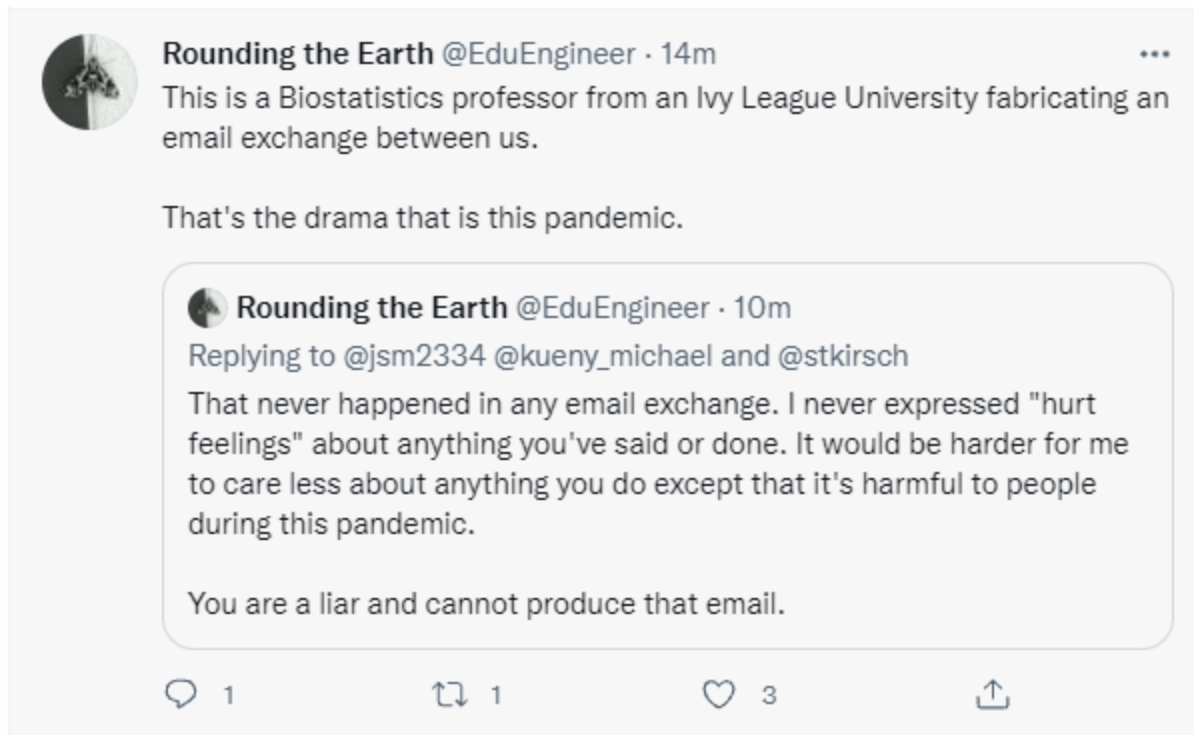 Rounding the Earth @EduEngineer · 14m
This is a Biostatistics professor from an Ivy League University fabricating an
email exchange between us.
That's the drama that is this pandemic.
Rounding the Earth @EduEngineer · 10m
Replying to @jsm2334 @kueny_michael and @stkirsch
That never happened in any email exchange. I never expressed "hurt
feelings" about anything you've said or done. It would be harder for me
to care less about anything you do except that it's harmful to people
during this pandemic.
You are a liar and cannot produce that email.
1 1 3